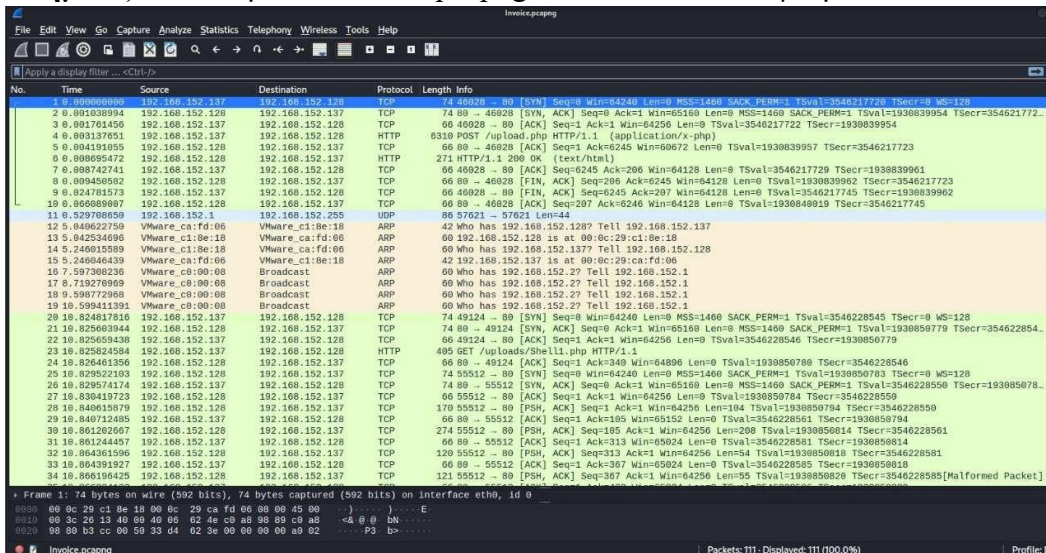 Invoice.pcapng
File Edit View Go Capture Analyze Statistics Telephony Wireless Tools Help
Apply a display filter ... <Ctrl-/>
No. Time Source Destination Protocol Length Info
1 0.000000000 192.168.152.137 192.168.152.128 TCP 74 46028 → 80 [SYN] Seq=0 Win=64240 Len=0 MSS=1460 SACK_PERM=1 TSval=3546217720 TSecr=0 WS=128
2 0.001038994 192.168.152.128 192.168.152.137 TCP 74 80 → 46028 [SYN, ACK] Seq=0 Ack=1 Win=65160 Len=0 MSS=1460 SACK_PERM=1 TSval=1930839954 TSecr=354621772…
3 0.001761456 192.168.152.137 192.168.152.128 TCP 66 46028 → 80 [ACK] Seq=1 Ack=1 Win=64256 Len=0 TSval=3546217722 TSecr=1930839954
4 0.003137651 192.168.152.137 192.168.152.128 HTTP 6310 POST /upload.php HTTP/1.1 (application/x-php)
5 0.004191055 192.168.152.128 192.168.152.137 TCP 66 80 → 46028 [ACK] Seq=1 Ack=6245 Win=60672 Len=0 TSval=1930839957 TSecr=3546217723
6 0.008695472 192.168.152.128 192.168.152.137 HTTP 271 HTTP/1.1 200 OK (text/html)
7 0.008742741 192.168.152.137 192.168.152.128 TCP 66 46028 → 80 [ACK] Seq=6245 Ack=206 Win=64128 Len=0 TSval=3546217729 TSecr=1930839961
8 0.009450582 192.168.152.128 192.168.152.137 TCP 66 80 → 46028 [FIN, ACK] Seq=206 Ack=6245 Win=64128 Len=0 TSval=1930839962 TSecr=3546217723
9 0.024781573 192.168.152.137 192.168.152.128 TCP 66 46028 → 80 [FIN, ACK] Seq=6245 Ack=207 Win=64128 Len=0 TSval=3546217745 TSecr=1930839962
10 0.066089007 192.168.152.128 192.168.152.137 TCP 66 80 → 46028 [ACK] Seq=207 Ack=6246 Win=64128 Len=0 TSval=1930840019 TSecr=3546217745
11 0.529708650 192.168.152.1 192.168.152.255 UDP 86 57621 → 57621 Len=44
12 5.040622750 VMware_ca:fd:06 VMware_c1:8e:18 ARP 42 Who has 192.168.152.128? Tell 192.168.152.137
13 5.042534696 VMware_c1:8e:18 VMware_ca:fd:06 ARP 60 192.168.152.128 is at 00:0c:29:c1:8e:18
14 5.246015589 VMware_c1:8e:18 VMware_ca:fd:06 ARP 60 Who has 192.168.152.137? Tell 192.168.152.128
15 5.246046439 VMware_ca:fd:06 VMware_c1:8e:18 ARP 42 192.168.152.137 is at 00:0c:29:ca:fd:06
16 7.597308236 VMware_c0:00:08 Broadcast ARP 60 Who has 192.168.152.2? Tell 192.168.152.1
17 8.719270969 VMware_c0:00:08 Broadcast ARP 60 Who has 192.168.152.2? Tell 192.168.152.1
18 9.598772968 VMware_c0:00:08 Broadcast ARP 60 Who has 192.168.152.2? Tell 192.168.152.1
19 10.599411391 VMware_c0:00:08 Broadcast ARP 60 Who has 192.168.152.2? Tell 192.168.152.1
20 10.824817816 192.168.152.137 192.168.152.128 TCP 74 49124 → 80 [SYN] Seq=0 Win=64240 Len=0 MSS=1460 SACK_PERM=1 TSval=3546228545 TSecr=0 WS=128
21 10.825603944 192.168.152.128 192.168.152.137 TCP 74 80 → 49124 [SYN, ACK] Seq=0 Ack=1 Win=65160 Len=0 MSS=1460 SACK_PERM=1 TSval=1930850779 TSecr=354622854…
22 10.825659438 192.168.152.137 192.168.152.128 TCP 66 49124 → 80 [ACK] Seq=1 Ack=1 Win=64256 Len=0 TSval=3546228546 TSecr=1930850779
23 10.825824584 192.168.152.137 192.168.152.128 HTTP 405 GET /uploads/Shell1.php HTTP/1.1
24 10.826461356 192.168.152.128 192.168.152.137 TCP 66 80 → 49124 [ACK] Seq=1 Ack=340 Win=64896 Len=0 TSval=1930850780 TSecr=3546228546
25 10.829522103 192.168.152.128 192.168.152.137 TCP 74 55512 → 80 [SYN] Seq=0 Win=64240 Len=0 MSS=1460 SACK_PERM=1 TSval=1930850783 TSecr=0 WS=128
26 10.829574174 192.168.152.137 192.168.152.128 TCP 74 80 → 55512 [SYN, ACK] Seq=0 Ack=1 Win=65160 Len=0 MSS=1460 SACK_PERM=1 TSval=3546228550 TSecr=193085078…
27 10.830419723 192.168.152.128 192.168.152.137 TCP 66 55512 → 80 [ACK] Seq=1 Ack=1 Win=64256 Len=0 TSval=1930850784 TSecr=3546228550
28 10.840615879 192.168.152.128 192.168.152.137 TCP 170 55512 → 80 [PSH, ACK] Seq=1 Ack=1 Win=64256 Len=104 TSval=1930850794 TSecr=3546228550
29 10.840712485 192.168.152.137 192.168.152.128 TCP 66 80 → 55512 [ACK] Seq=1 Ack=105 Win=65152 Len=0 TSval=3546228561 TSecr=1930850794
30 10.861202667 192.168.152.128 192.168.152.137 TCP 274 55512 → 80 [PSH, ACK] Seq=105 Ack=1 Win=64256 Len=208 TSval=1930850814 TSecr=3546228561
31 10.861244457 192.168.152.137 192.168.152.128 TCP 66 80 → 55512 [ACK] Seq=1 Ack=313 Win=65024 Len=0 TSval=3546228581 TSecr=1930850814
32 10.864361596 192.168.152.128 192.168.152.137 TCP 120 55512 → 80 [PSH, ACK] Seq=313 Ack=1 Win=64256 Len=54 TSval=1930850818 TSecr=3546228581
33 10.864391927 192.168.152.137 192.168.152.128 TCP 66 80 → 55512 [ACK] Seq=1 Ack=367 Win=65024 Len=0 TSval=3546228585 TSecr=1930850818
34 10.866196425 192.168.152.128 192.168.152.137 TCP 121 55512 → 80 [PSH, ACK] Seq=367 Ack=1 Win=64256 Len=55 TSval=1930850820 TSecr=3546228585[Malformed Packet]
Frame 1: 74 bytes on wire (592 bits), 74 bytes captured (592 bits) on interface eth0, id 0
0000 00 0c 29 c1 8e 18 00 0c 29 ca fd 06 08 00 45 00 ··)·····)·····E·
0010 00 3c 26 13 40 00 40 06 62 4e c0 a8 98 89 c0 a8 ·<&·@·@·bN······
0020 98 80 b3 cc 00 50 33 d4 62 3e 00 00 00 00 a0 02 ·····P3·b>······
Invoice.pcapng Packets: 111 · Displayed: 111 (100.0%) Profile: